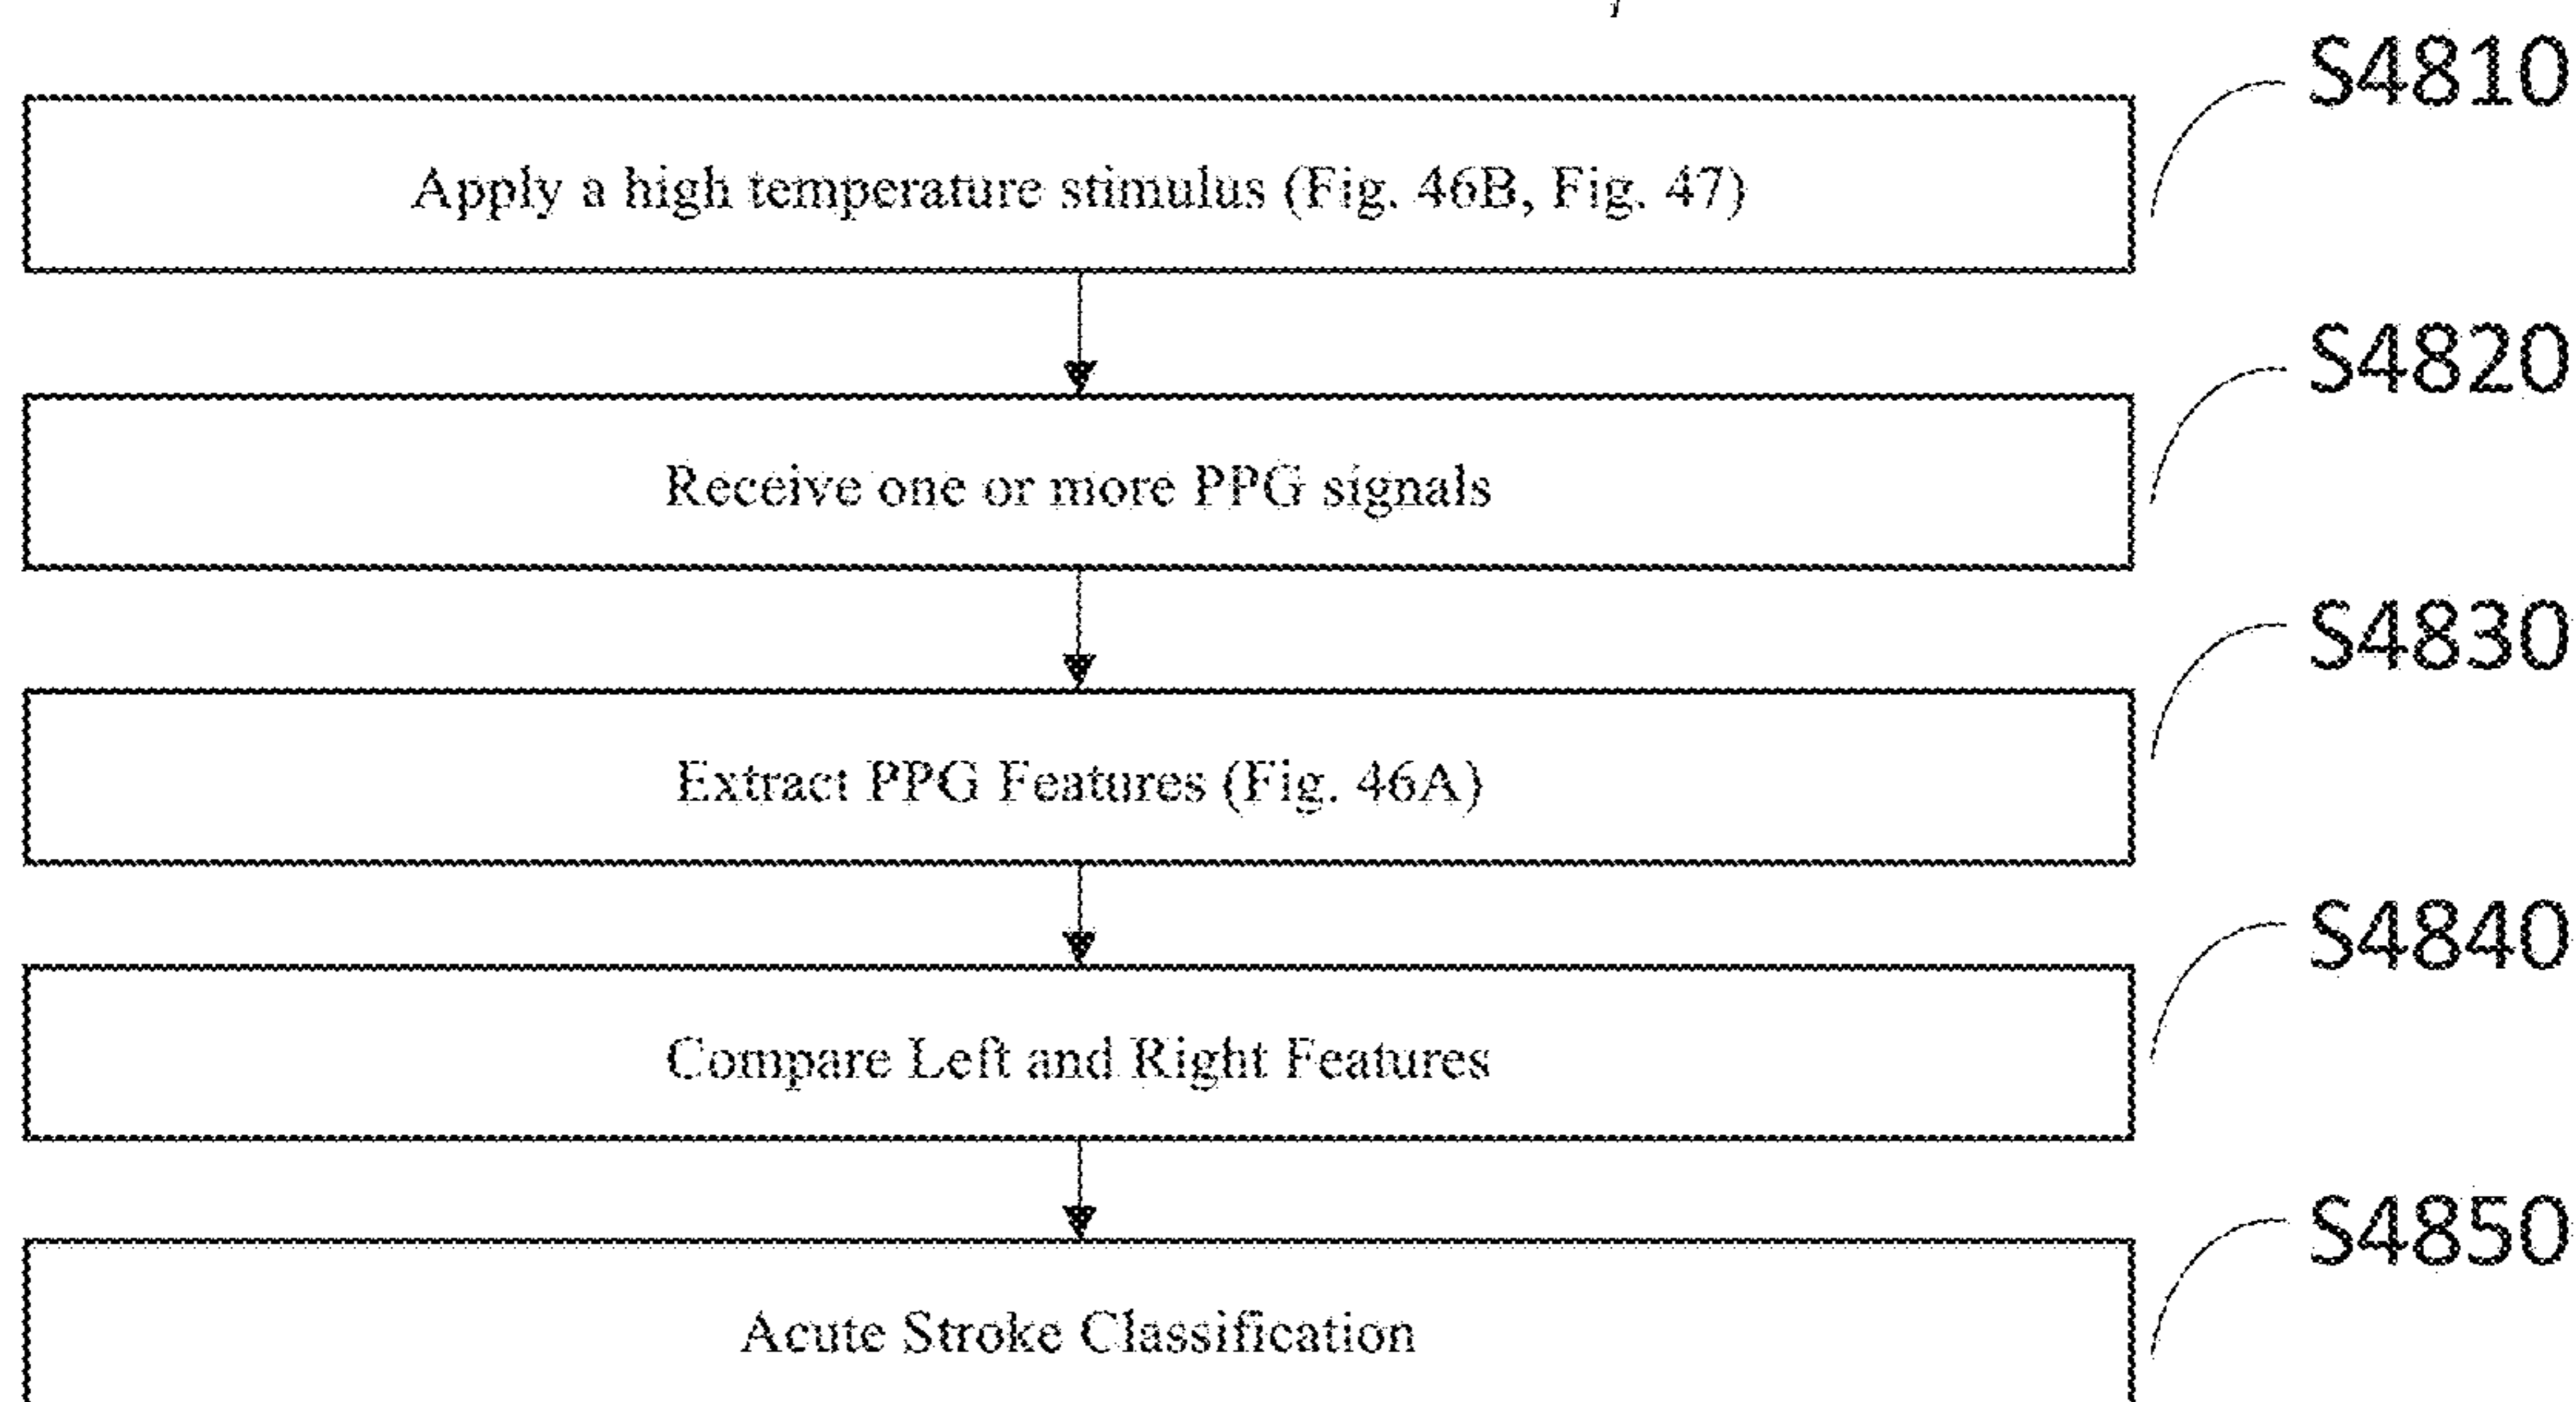 S4810
Apply a high temperature stimulus (Fig. 46B, Fig. 47)
S4820
Receive one or more PPG signals
S4830
Extract PPG Features (Fig. 46A)
S4840
Compare Left and Right Features
S4850
Acute Stroke Classification